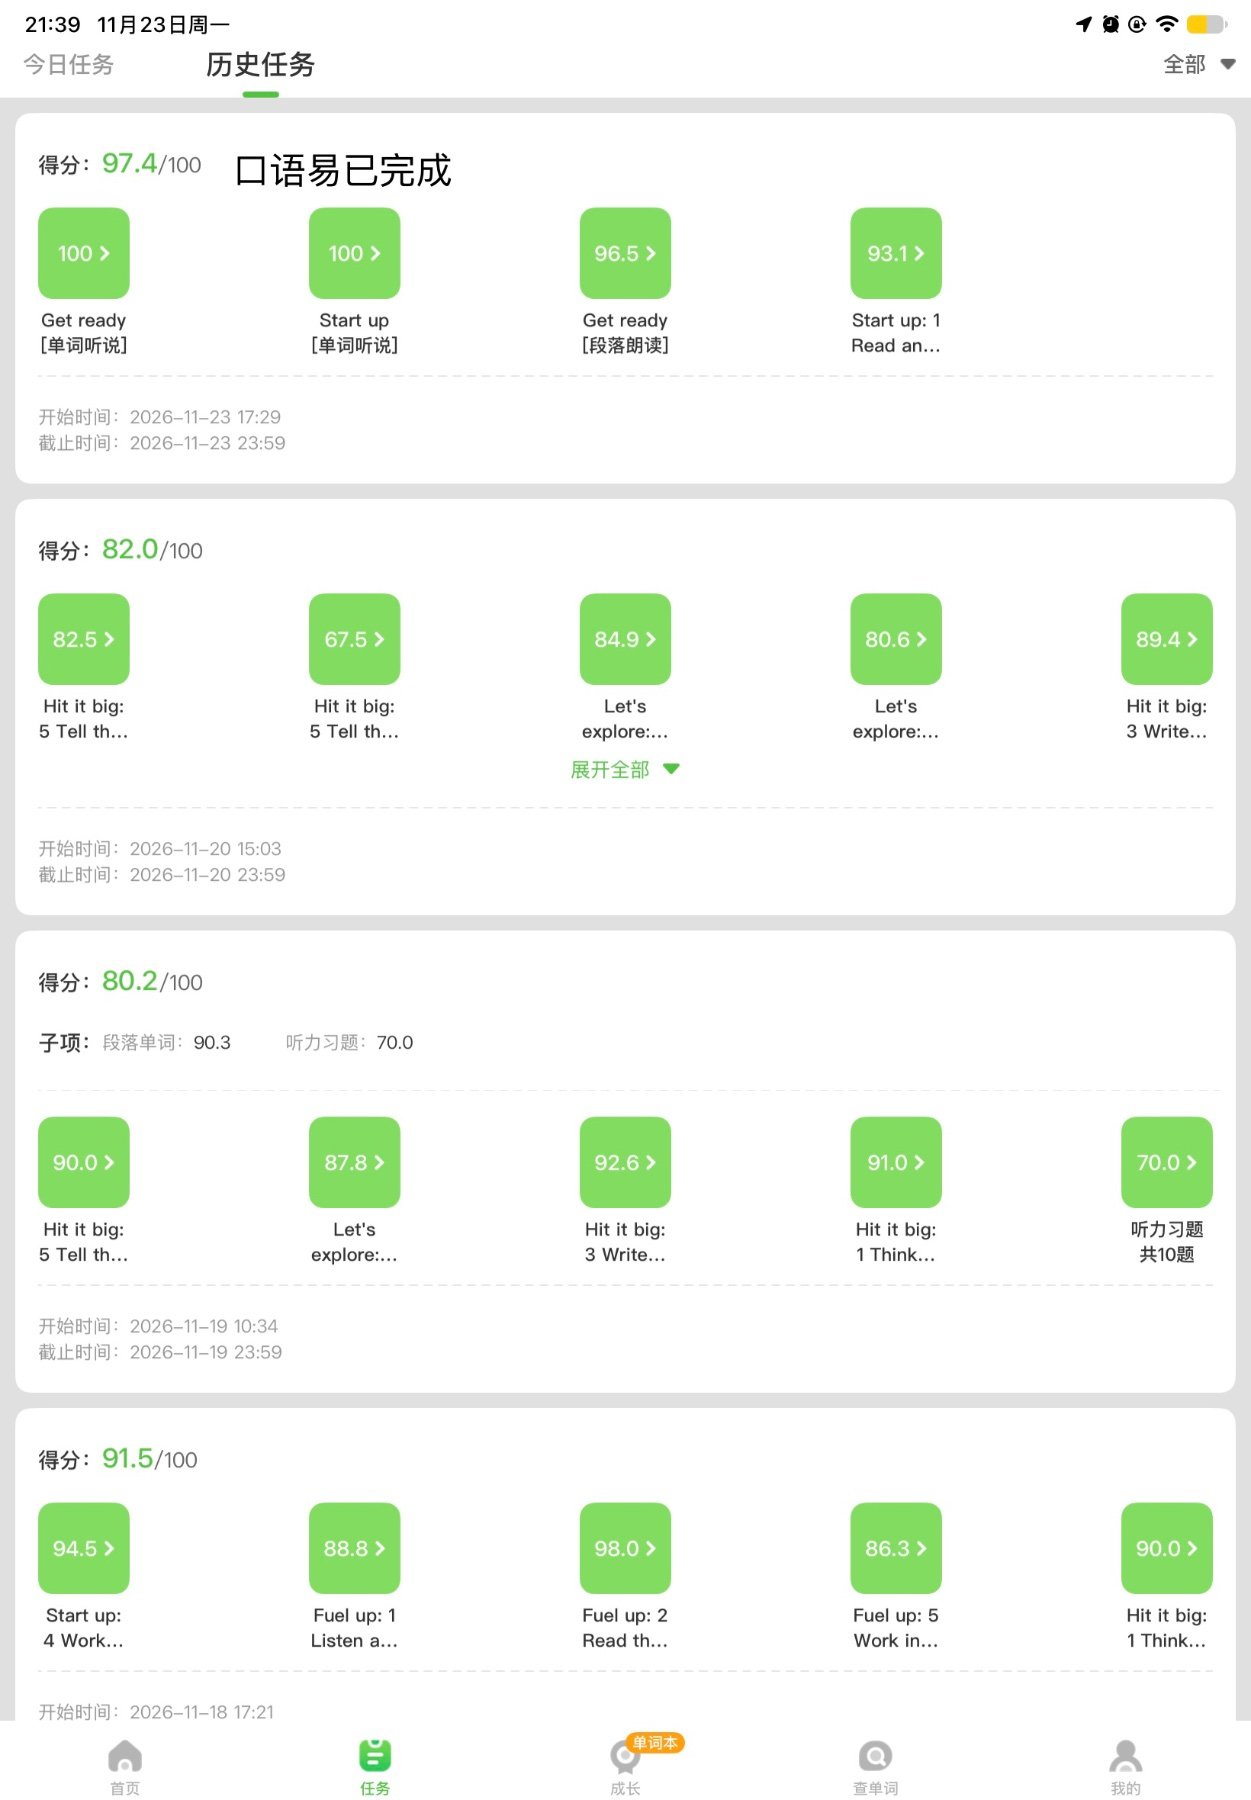 21:39 11月23日周一
今日任务 历史任务 全部
得分：97.4/100 口语易已完成
100 100 96.5 93.1
Get ready Start up Get ready Start up: 1
[单词听说] [单词听说] [段落朗读] Read an...
开始时间：2026-11-23 17:29
截止时间：2026-11-23 23:59
得分：82.0/100
82.5 67.5 84.9 80.6 89.4
Hit it big: Hit it big: Let's Let's Hit it big:
5 Tell th... 5 Tell th... explore:... explore:... 3 Write...
展开全部
开始时间：2026-11-20 15:03
截止时间：2026-11-20 23:59
得分：80.2/100
子项：段落单词：90.3 听力习题：70.0
90.0 87.8 92.6 91.0 70.0
Hit it big: Let's Hit it big: Hit it big: 听力习题
5 Tell th... explore:... 3 Write... 1 Think... 共10题
开始时间：2026-11-19 10:34
截止时间：2026-11-19 23:59
得分：91.5/100
94.5 88.8 98.0 86.3 90.0
Start up: Fuel up: 1 Fuel up: 2 Fuel up: 5 Hit it big:
4 Work... Listen a... Read th... Work in... 1 Think...
开始时间：2026-11-18 17:21
单词本
首页 任务 成长 查单词 我的